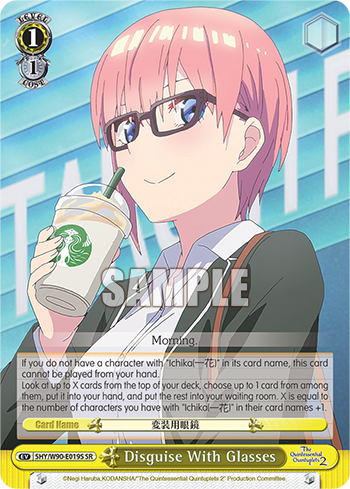 LEVEL
1
1
COST
SAMPLE
Morning.
If you do not have a character with "Ichika(一花)" in its card name, this
card cannot be played from your hand.
Look at up to X cards from the top of your deck, choose up to 1 card from among
them, put it into your hand, and put the rest into your waiting room. X is equal to
the number of characters you have with "Ichika(一花)" in their card names +1.
Card Name 変装用眼鏡
EV 5HY/W90-E019S SR Disguise With Glasses
The Quintessential Quintuplets 2
©Negi Haruba,KODANSHA/"The Quintessential Quintuplets 2" Production Committee.